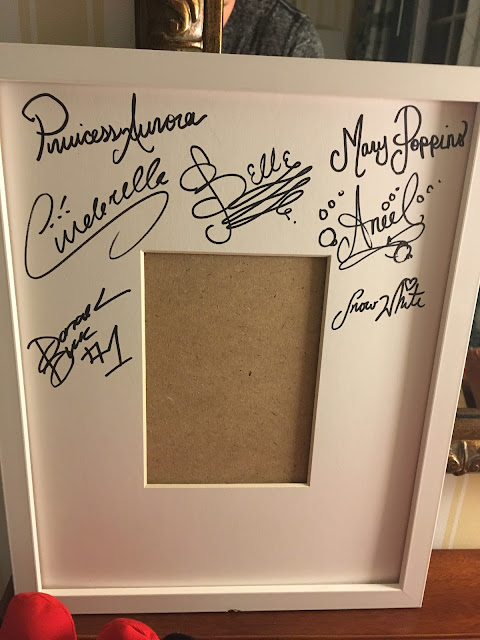 Princess Aurora
Mary Poppins
Cinderella
Belle
Ariel
Snow White
Donald
Duck
#1